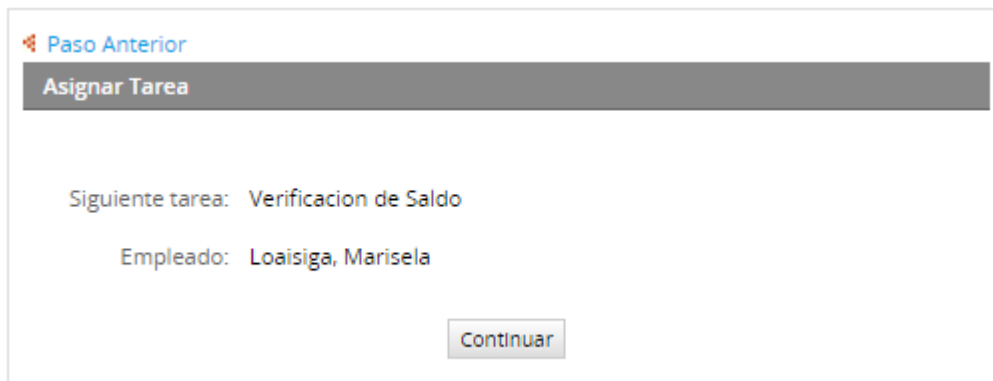 Paso Anterior
Asignar Tarea
Siguiente tarea: Verificacion de Saldo
Empleado: Loaisiga, Marisela
Continuar